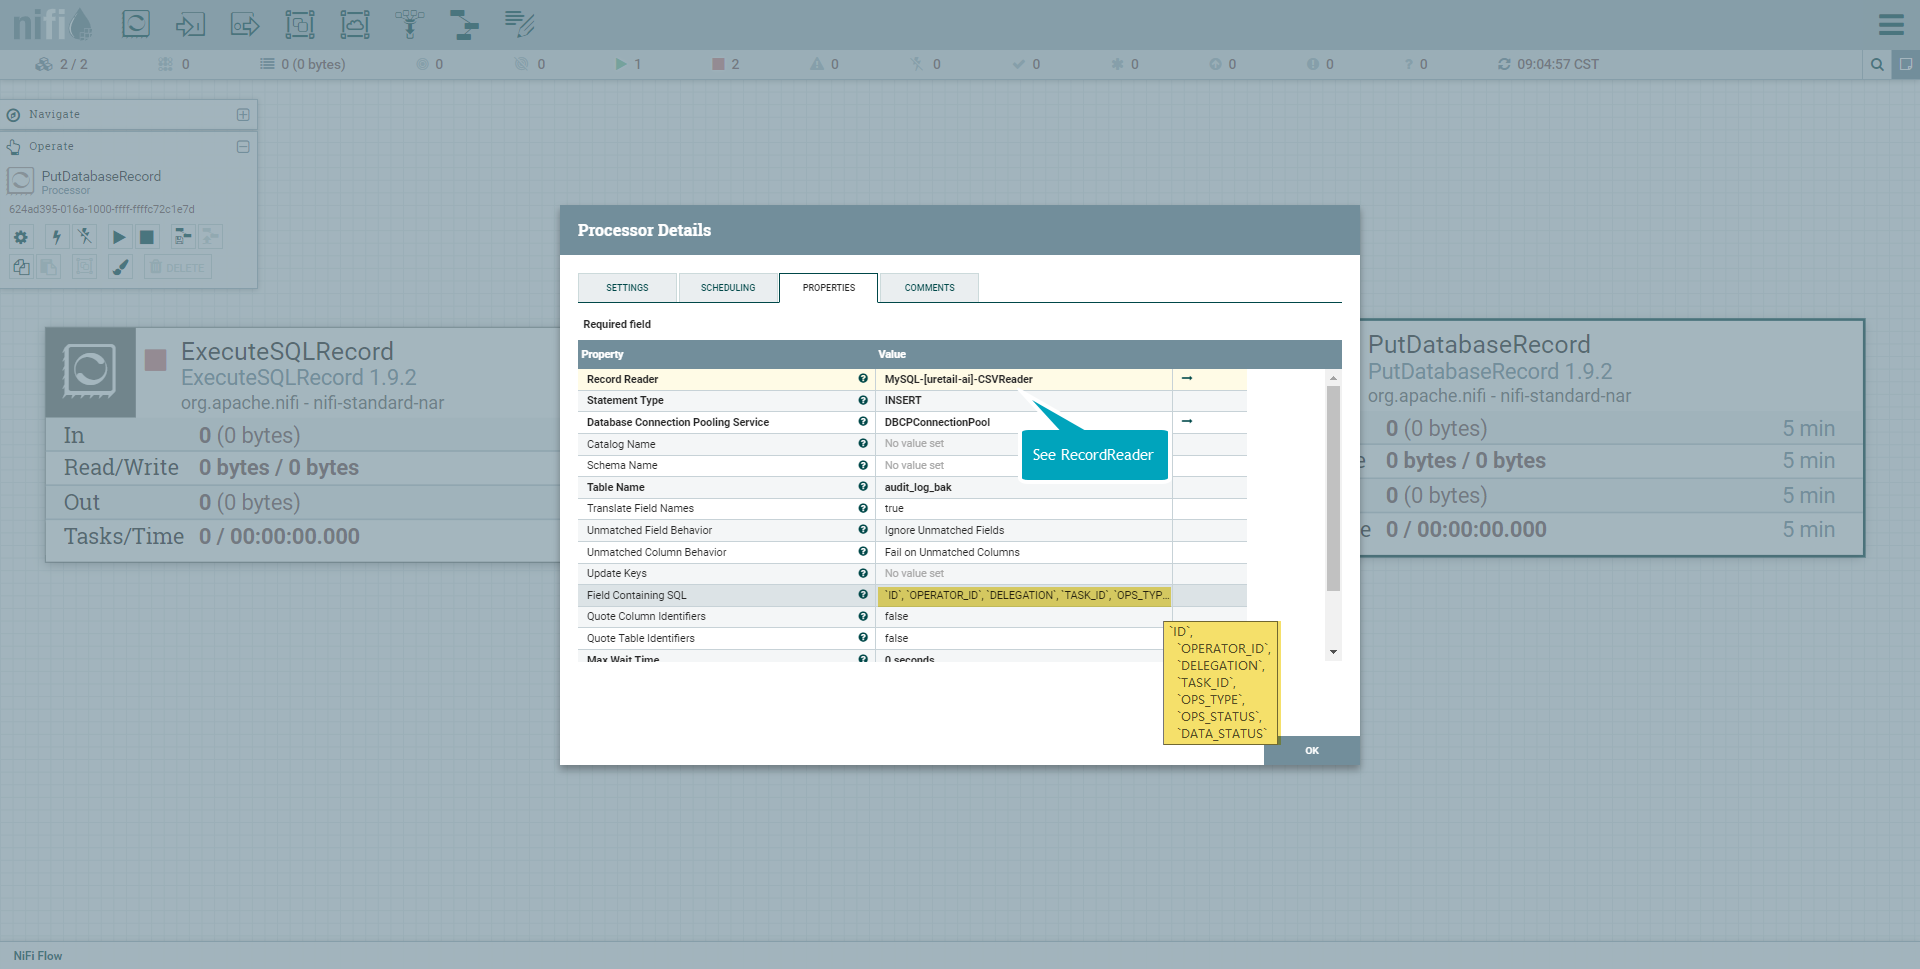 nifi
2 / 2
0
0 (0 bytes)
0
0
1
2
0
0
0
0
0
0
0
09:04:57 CST
Navigate
Operate
PutDatabaseRecord
Processor
624ad395-016a-1000-ffff-ffffc72c1e7d
DELETE
ExecuteSQLRecord
ExecuteSQLRecord 1.9.2
org.apache.nifi - nifi-standard-nar
In 0 (0 bytes)
Read/Write 0 bytes / 0 bytes
Out 0 (0 bytes)
Tasks/Time 0 / 00:00:00.000
Processor Details
SETTINGS
SCHEDULING
PROPERTIES
COMMENTS
Required field
Property Value
Record Reader MySQL-[uretail-ai]-CSVReader
Statement Type INSERT
Database Connection Pooling Service DBCPConnectionPool
Catalog Name No value set
Schema Name No value set
Table Name audit_log_bak
Translate Field Names true
Unmatched Field Behavior Ignore Unmatched Fields
Unmatched Column Behavior Fail on Unmatched Columns
Update Keys No value set
Field Containing SQL `ID`, `OPERATOR_ID`, `DELEGATION`, `TASK_ID`, `OPS_TYP...
Quote Column Identifiers false
Quote Table Identifiers false
Max Wait Time 0 seconds
See RecordReader
`ID`,
`OPERATOR_ID`,
`DELEGATION`,
`TASK_ID`,
`OPS_TYPE`,
`OPS_STATUS`,
`DATA_STATUS`
OK
PutDatabaseRecord
PutDatabaseRecord 1.9.2
org.apache.nifi - nifi-standard-nar
0 (0 bytes) 5 min
e 0 bytes / 0 bytes 5 min
0 (0 bytes) 5 min
e 0 / 00:00:00.000 5 min
NiFi Flow